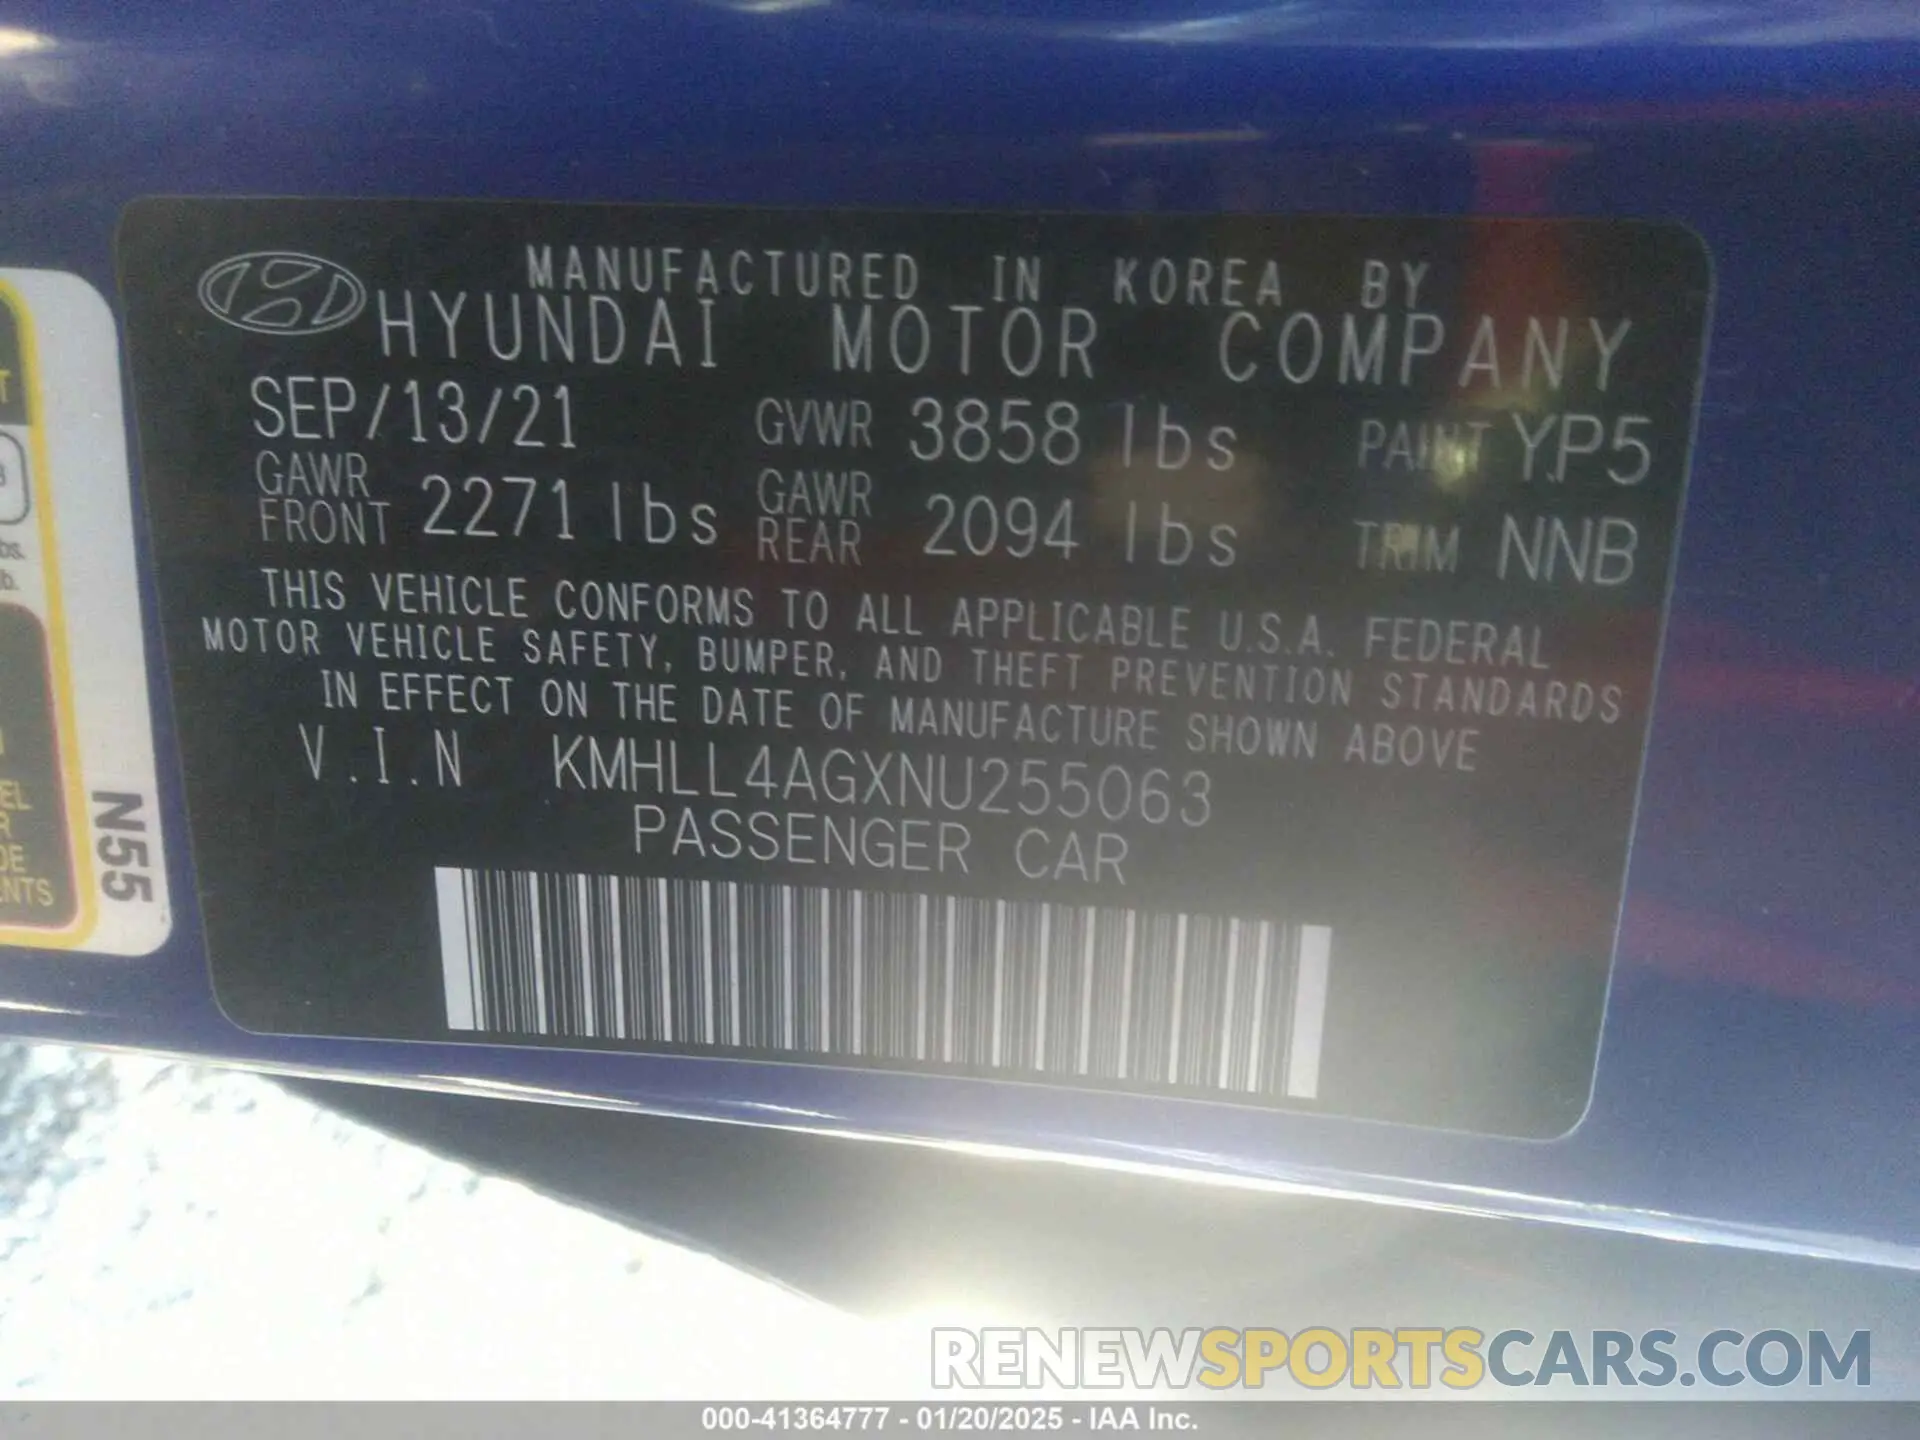 MANUFACTURED IN KOREA BY
HYUNDAI MOTOR COMPANY
SEP/13/21 GVWR 3858 lbs PAINT YP5
GAWR FRONT 2271 lbs GAWR REAR 2094 lbs TRIM NNB
THIS VEHICLE CONFORMS TO ALL APPLICABLE U.S.A. FEDERAL
MOTOR VEHICLE SAFETY, BUMPER, AND THEFT PREVENTION STANDARDS
IN EFFECT ON THE DATE OF MANUFACTURE SHOWN ABOVE
V.I.N KMHLL4AGXNU255063
PASSENGER CAR
N55
RENEWSPORTSCARS.COM
000-41364777 - 01/20/2025 - IAA Inc.